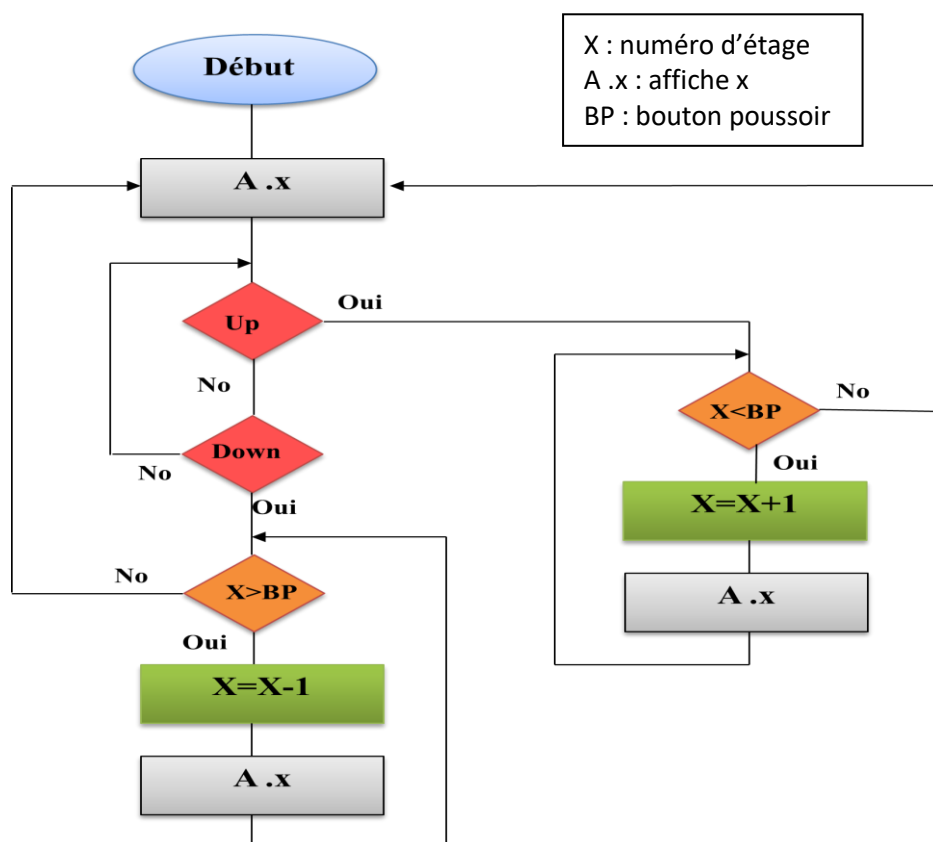 Début
X : numéro d’étage
A .x : affiche x
BP : bouton poussoir
A .x
Up
Oui
No
Down
No
Oui
X>BP
No
Oui
X=X-1
A .x
X<BP
No
Oui
X=X+1
A .x